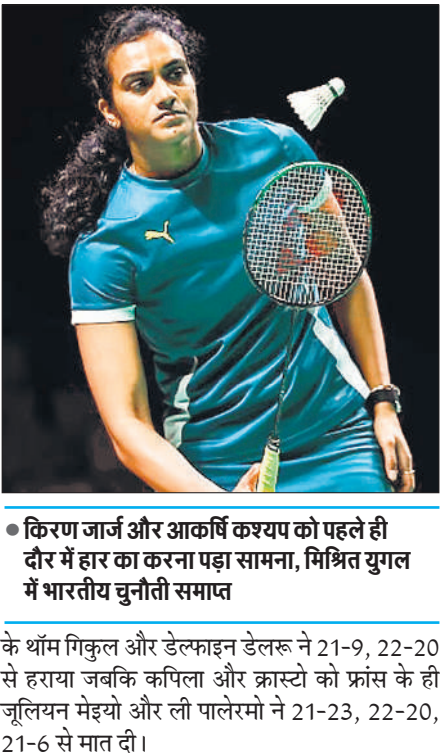 ● किरण जार्ज और आकर्षि कश्यप को पहले ही
दौर में हार का करना पड़ा सामना, मिश्रित युगल
में भारतीय चुनौती समाप्त
के थॉम गिकुल और डेल्फाइन डेलरू ने 21-9, 22-20
से हराया जबकि कपिला और क्रास्टो को फ्रांस के ही
जूलियन मेइयो और ली पालेरमो ने 21-23, 22-20,
21-6 से मात दी।